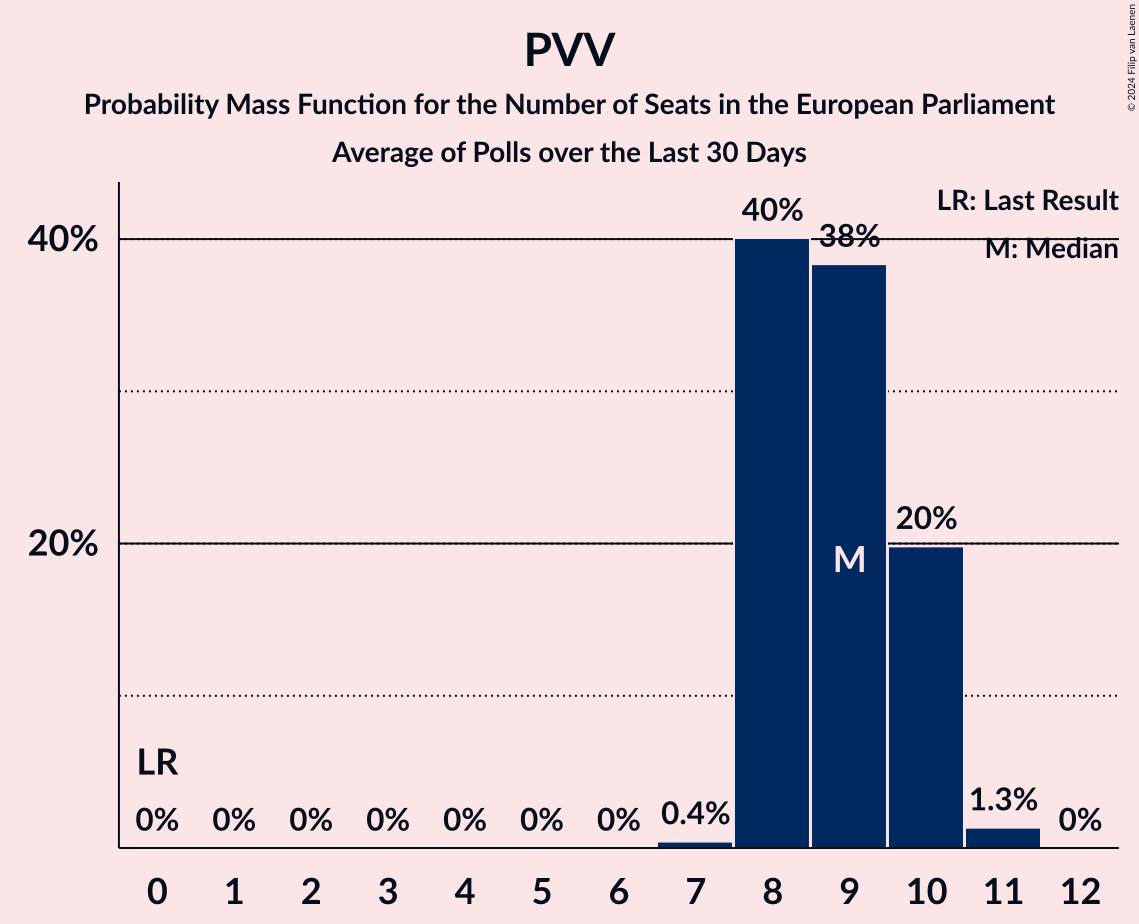 PVV
Probability Mass Function for the Number of Seats in the European Parliament
Average of Polls over the Last 30 Days
© 2024 Filip van Laenen
LR: Last Result
M: Median
40%
20%
40%
38%
20%
M
LR
0%
0%
0%
0%
0%
0%
0%
0.4%
1.3%
0%
0 1 2 3 4 5 6 7 8 9 10 11 12